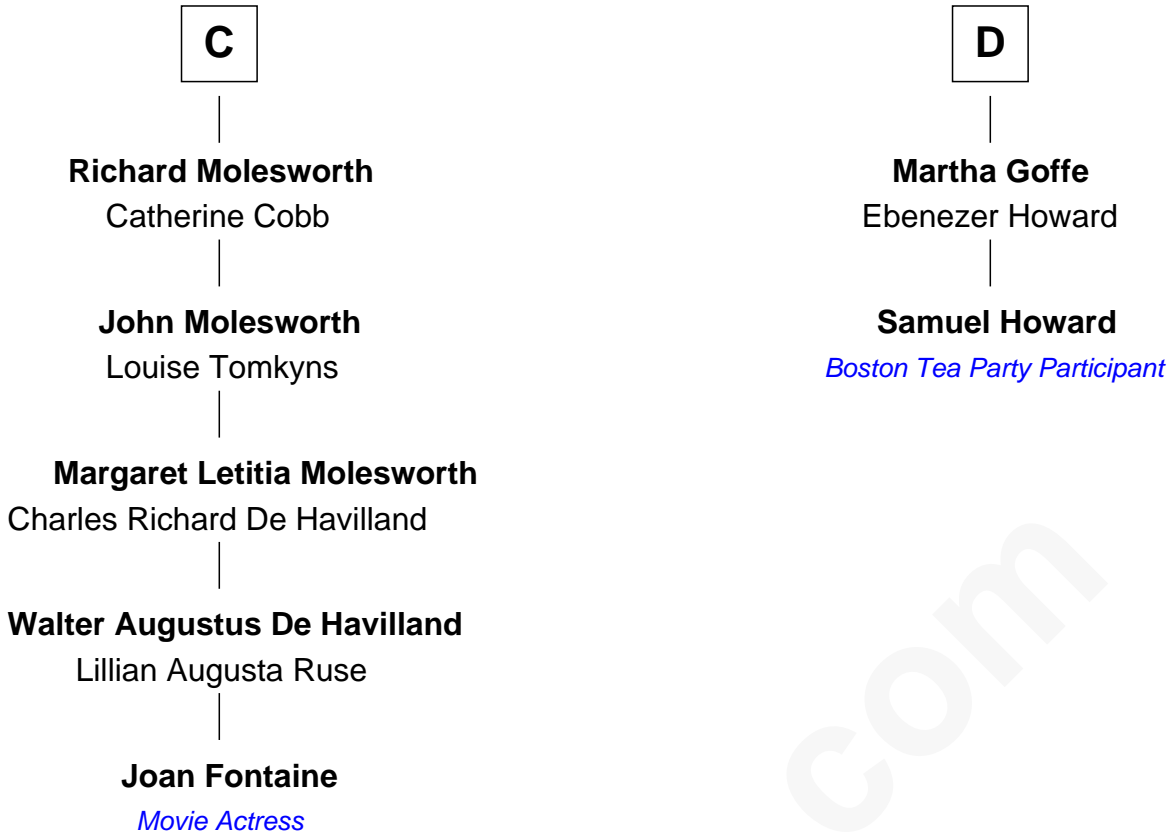 C
Richard Molesworth
Catherine Cobb
John Molesworth
Louise Tomkyns
Margaret Letitia Molesworth
Charles Richard De Havilland
Walter Augustus De Havilland
Lillian Augusta Ruse
Joan Fontaine
Movie Actress
D
Martha Goffe
Ebenezer Howard
Samuel Howard
Boston Tea Party Participant
com